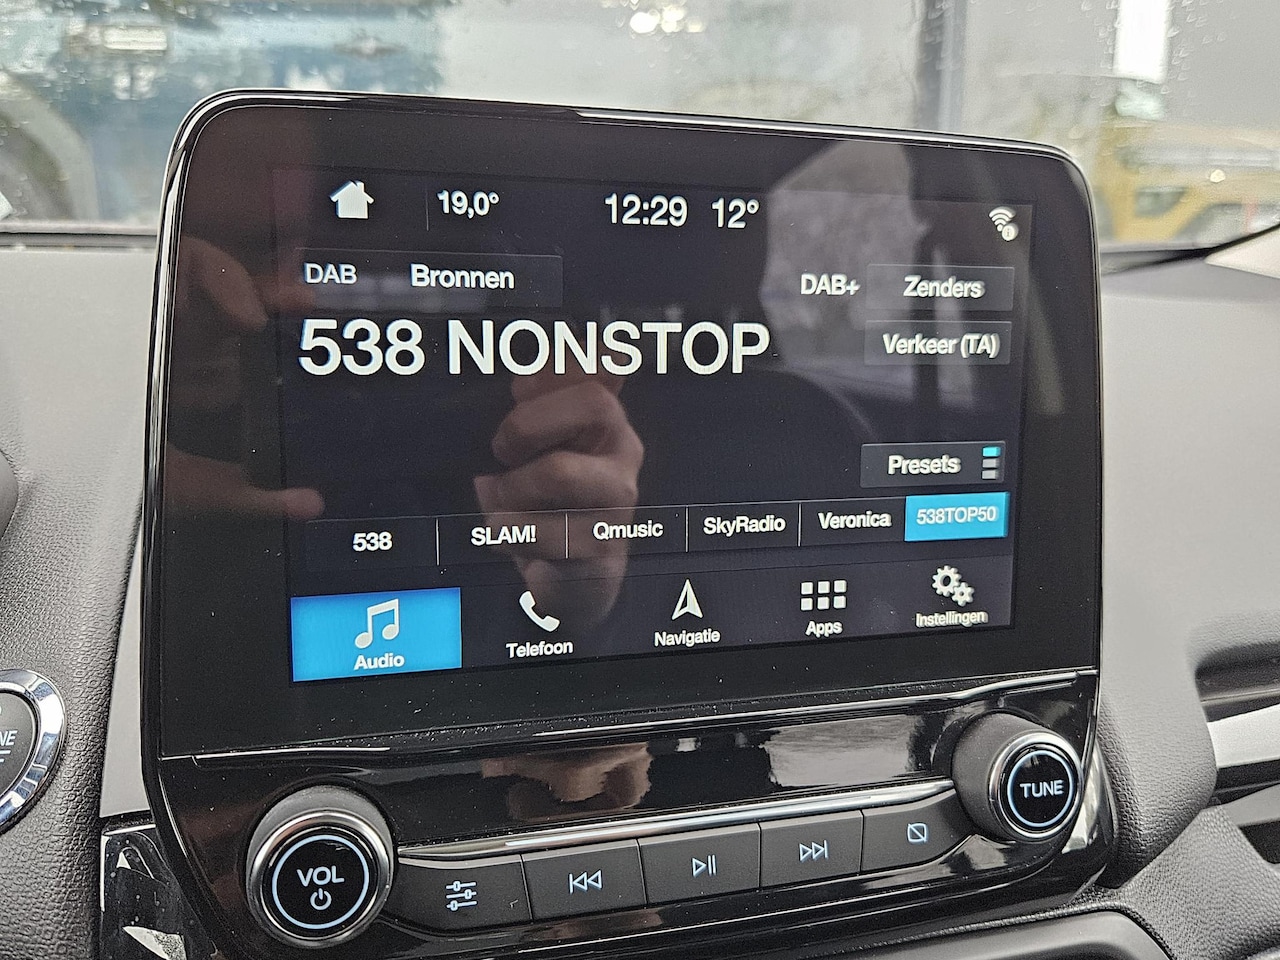 19,0° 12:29 12°
DAB Bronnen DAB+ Zenders
538 NONSTOP
Verkeer (TA)
Presets
538 SLAM! Qmusic SkyRadio Veronica 538TOP50
Audio Telefoon Navigatie Apps Instellingen
VOL
TUNE